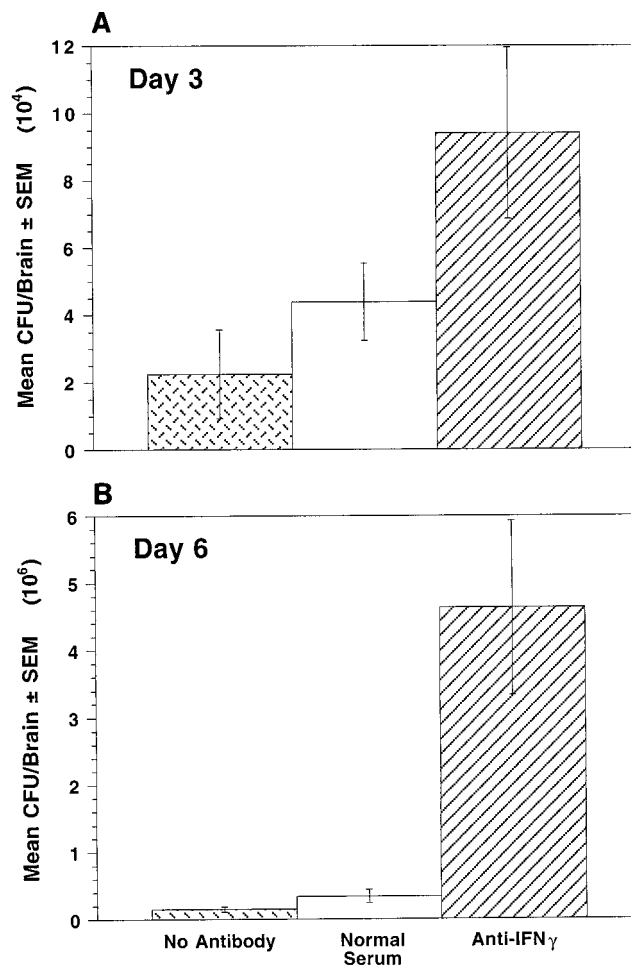 A
Day 3
Mean CFU/Brain ± SEM (10⁴)
12
10
8
6
4
2
0
B
Day 6
Mean CFU/Brain ± SEM (10⁶)
6
5
4
3
2
1
0
No Antibody
Normal
Serum
Anti-IFNγ